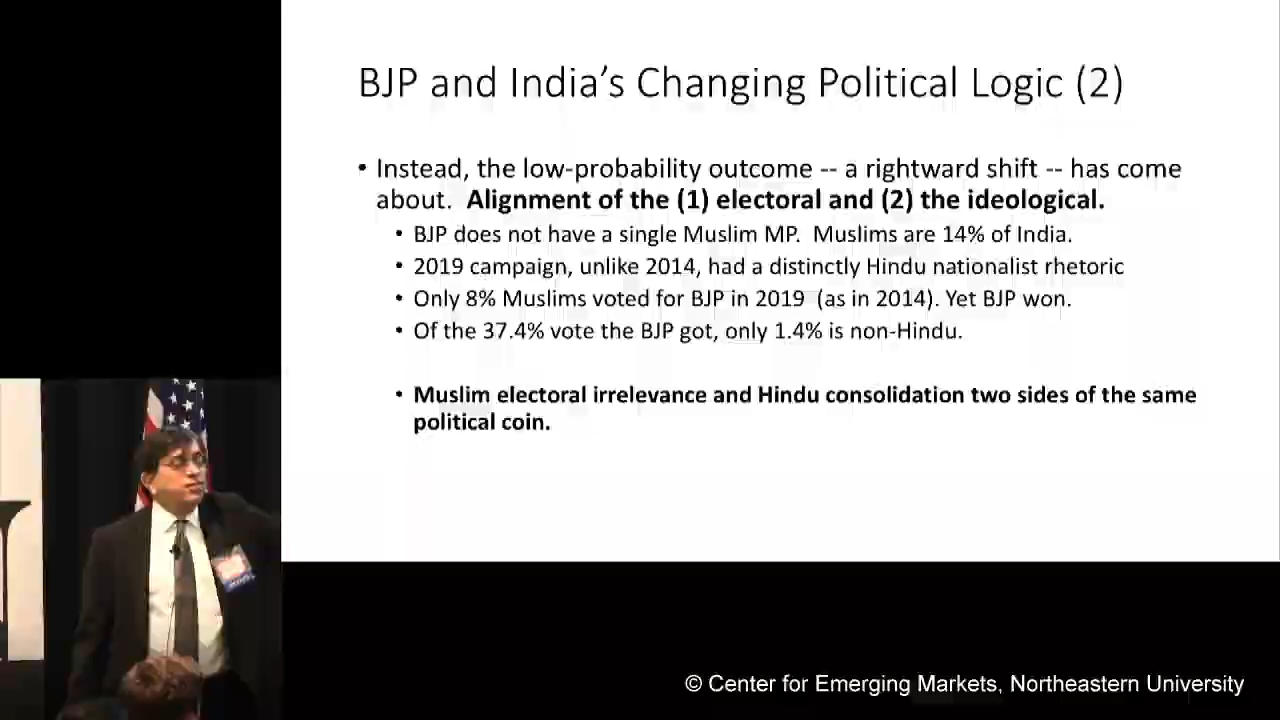 BJP and India’s Changing Political Logic (2)
• Instead, the low-probability outcome -- a rightward shift -- has come
about.  Alignment of the (1) electoral and (2) the ideological.
• BJP does not have a single Muslim MP.  Muslims are 14% of India.
• 2019 campaign, unlike 2014, had a distinctly Hindu nationalist rhetoric
• Only 8% Muslims voted for BJP in 2019  (as in 2014). Yet BJP won.
• Of the 37.4% vote the BJP got, only 1.4% is non-Hindu.
• Muslim electoral irrelevance and Hindu consolidation two sides of the same
political coin.
© Center for Emerging Markets, Northeastern University